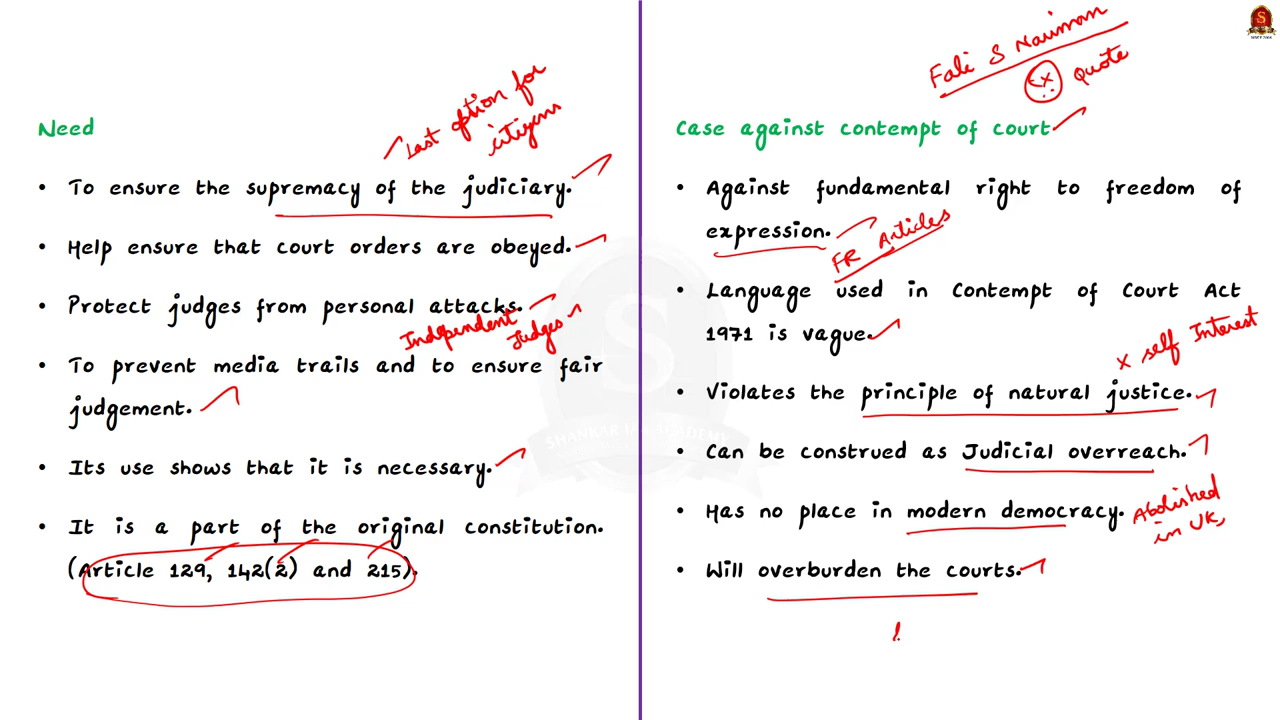 Need
Last option for
citizens
• To ensure the supremacy of the judiciary.
• Help ensure that court orders are obeyed.
• Protect judges from personal attacks.
Independent
Judges
• To prevent media trails and to ensure fair
judgement.
• Its use shows that it is necessary.
• It is a part of the original constitution.
(Article 129, 142(2) and 215).
Fali S Nariman
Ex Quote
Case against contempt of court
• Against fundamental right to freedom of
expression.
FR Articles
• Language used in Contempt of Court Act
1971 is vague.
x self Interest
• Violates the principle of natural justice.
• Can be construed as Judicial overreach.
• Has no place in modern democracy.
Abolished
in UK,
• Will overburden the courts.
SHANKAR IAS ACADEMY
S